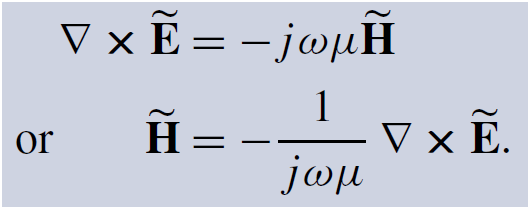 ∇ × Ẽ = −jωμH̃
or H̃ = − 1/jωμ ∇ × Ẽ.